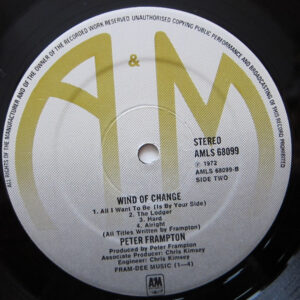 ALL RIGHTS OF THE MANUFACTURER AND OF THE OWNER OF THE RECORDED WORK RESERVED UNAUTHORISED COPYING, PUBLIC PERFORMANCE AND BROADCASTING OF THIS RECORD PROHIBITED
A&M
STEREO
AMLS 68099
℗ 1972
AMLS 68099-B
SIDE TWO
WIND OF CHANGE
1. All I Want To Be (Is By Your Side)
2. The Lodger
3. Hard
4. Alright
(All Titles Written by Frampton)
PETER FRAMPTON
Produced by Peter Frampton
Associate Producer: Chris Kimsey
Engineer: Chris Kimsey
FRAM-DEE MUSIC (1-4)
A&M